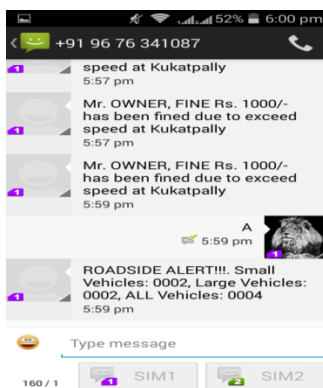 52% 6:00 pm
+91 96 76 341087
speed at Kukatpally
5:57 pm
Mr. OWNER, FINE Rs. 1000/-
has been fined due to exceed
speed at Kukatpally
5:57 pm
Mr. OWNER, FINE Rs. 1000/-
has been fined due to exceed
speed at Kukatpally
5:59 pm
A
5:59 pm
ROADSIDE ALERT!!!. Small
Vehicles: 0002, Large Vehicles:
0002, ALL Vehicles: 0004
5:59 pm
Type message
160 / 1 1 SIM1 2 SIM2